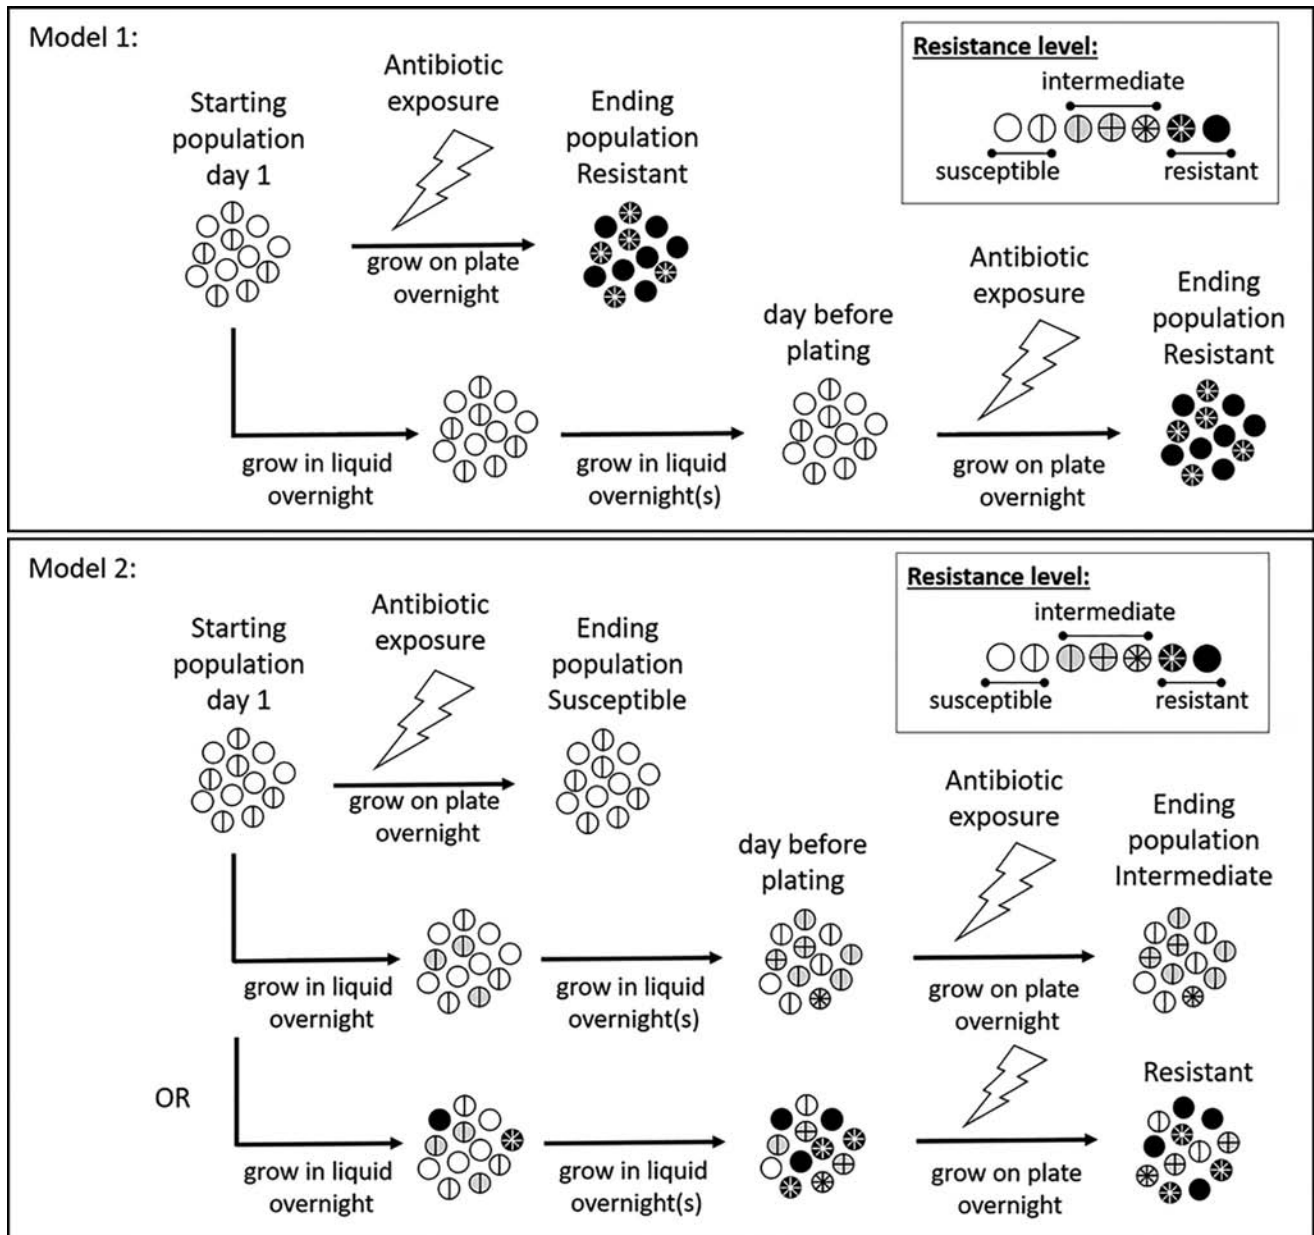 Model 1:
Starting
population
day 1
Antibiotic
exposure
grow on plate
overnight
Ending
population
Resistant
Resistance level:
intermediate
susceptible
resistant
grow in liquid
overnight
grow in liquid
overnight(s)
day before
plating
Antibiotic
exposure
grow on plate
overnight
Ending
population
Resistant
Model 2:
Starting
population
day 1
Antibiotic
exposure
grow on plate
overnight
Ending
population
Susceptible
Resistance level:
intermediate
susceptible
resistant
grow in liquid
overnight
grow in liquid
overnight(s)
day before
plating
Antibiotic
exposure
grow on plate
overnight
Ending
population
Intermediate
OR
grow in liquid
overnight
grow in liquid
overnight(s)
grow on plate
overnight
Resistant